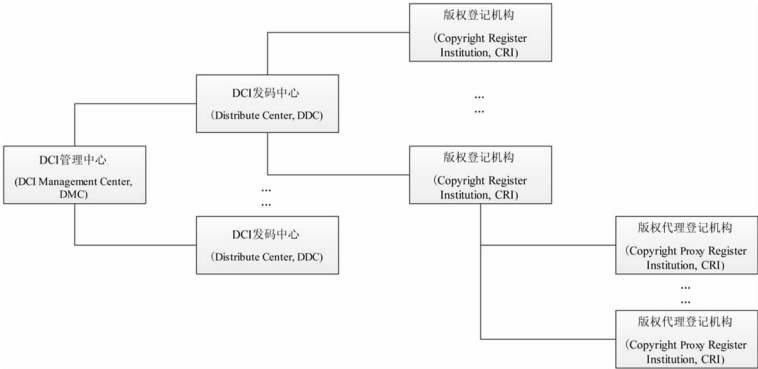 版权登记机构
(Copyright Register
Institution, CRI)
DCI发码中心
(Distribute Center, DDC)
...
...
DCI管理中心
(DCI Management Center,
DMC)
版权登记机构
(Copyright Register
Institution, CRI)
...
...
DCI发码中心
(Distribute Center, DDC)
版权代理登记机构
(Copyright Proxy Register
Institution, CRI)
...
...
版权代理登记机构
(Copyright Proxy Register
Institution, CRI)